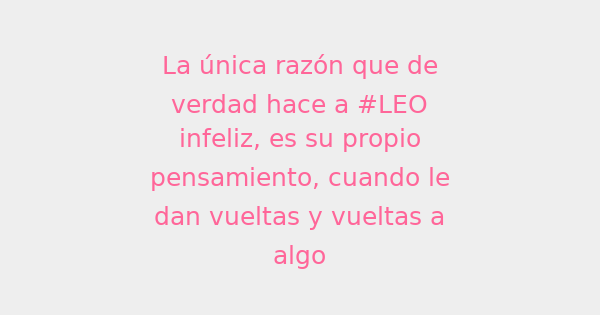 La única razón que de
verdad hace a #LEO
infeliz, es su propio
pensamiento, cuando le
dan vueltas y vueltas a
algo